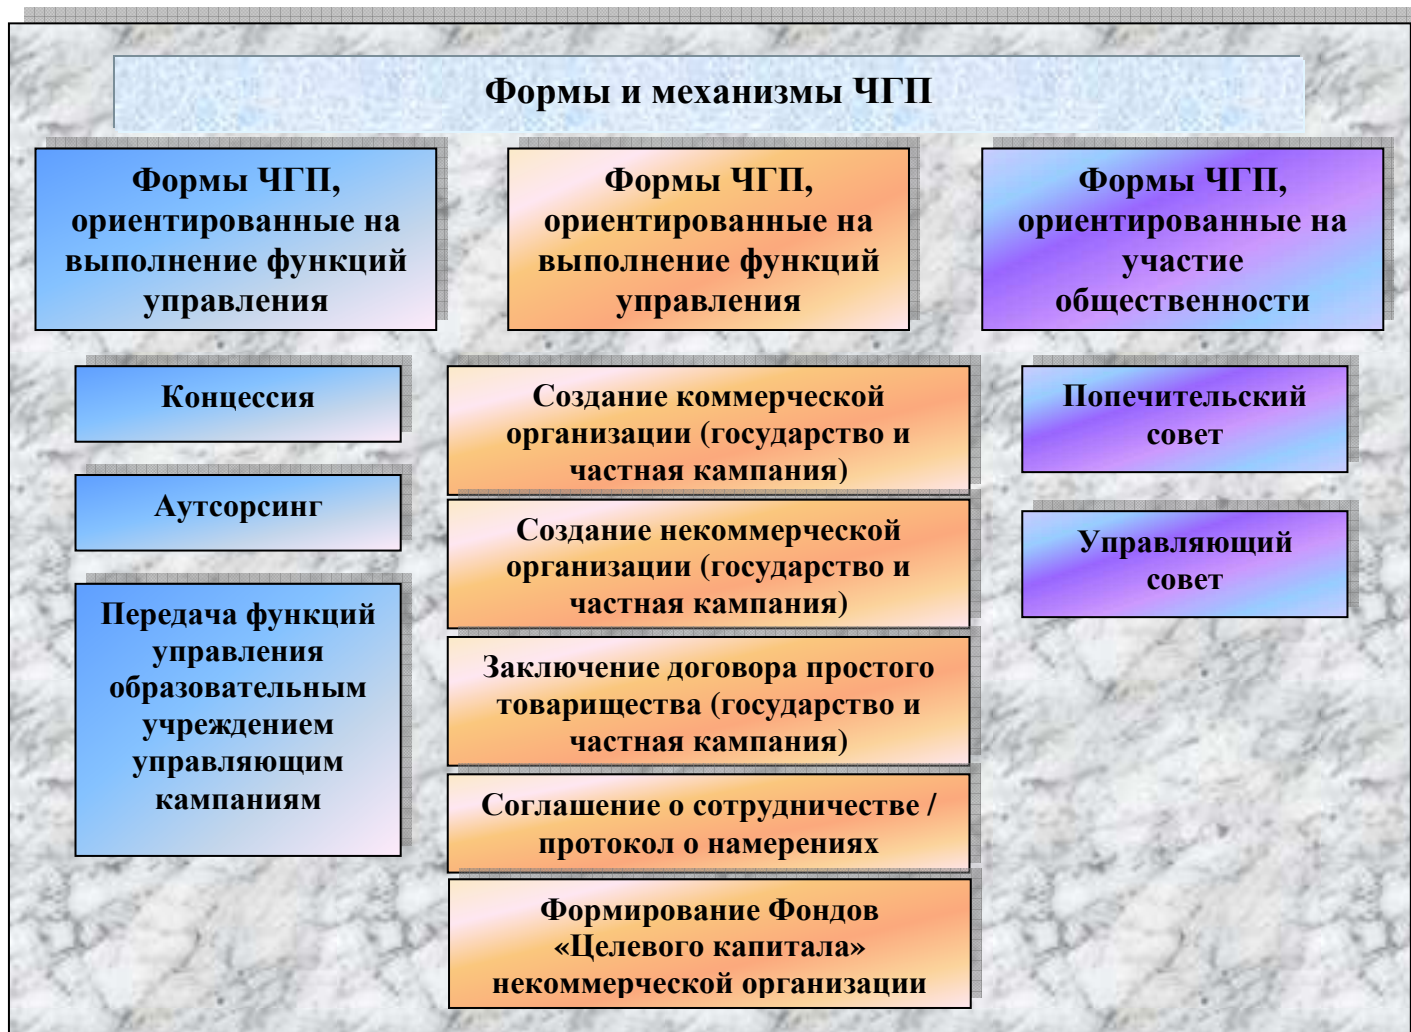 Формы и механизмы ЧГП
Формы ЧГП,
ориентированные на
выполнение функций
управления
Формы ЧГП,
ориентированные на
выполнение функций
управления
Формы ЧГП,
ориентированные на
участие
общественности
Концессия
Аутсорсинг
Передача функций
управления
образовательным
учреждением
управляющим
кампаниям
Создание коммерческой
организации (государство и
частная кампания)
Создание некоммерческой
организации (государство и
частная кампания)
Заключение договора простого
товарищества (государство и
частная кампания)
Соглашение о сотрудничестве /
протокол о намерениях
Формирование Фондов
«Целевого капитала»
некоммерческой организации
Попечительский
совет
Управляющий
совет